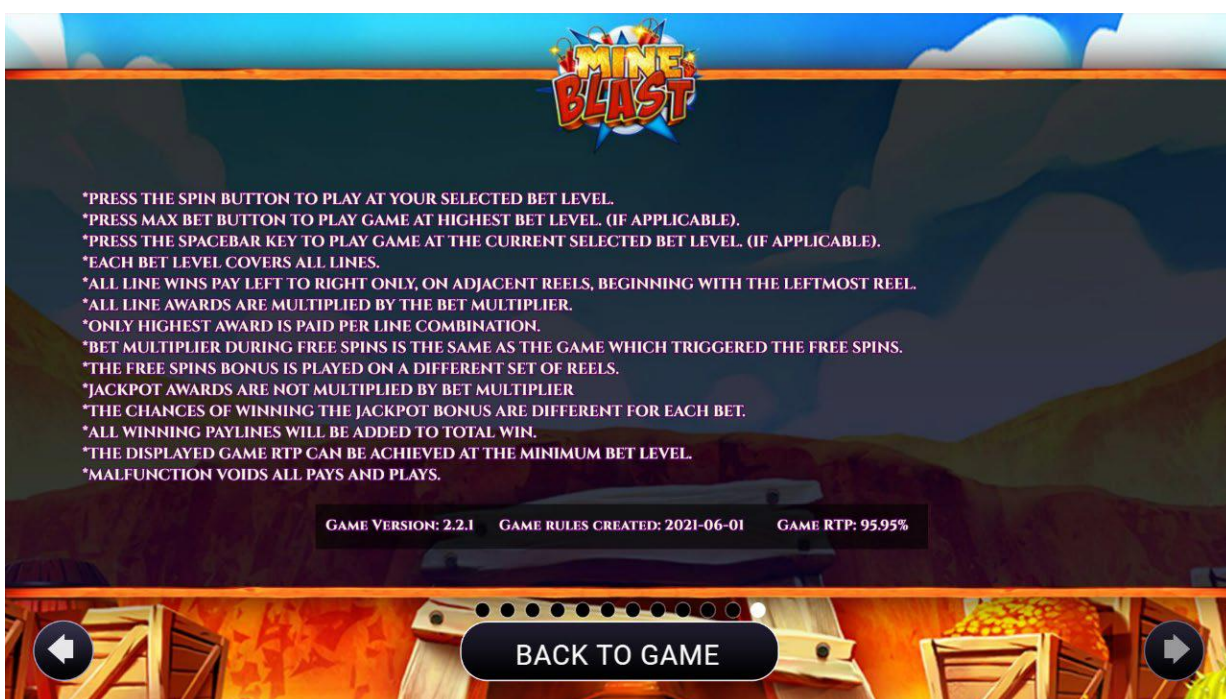 MINE
BLAST
*PRESS THE SPIN BUTTON TO PLAY AT YOUR SELECTED BET LEVEL.
*PRESS MAX BET BUTTON TO PLAY GAME AT HIGHEST BET LEVEL. (IF APPLICABLE).
*PRESS THE SPACEBAR KEY TO PLAY GAME AT THE CURRENT SELECTED BET LEVEL. (IF APPLICABLE).
*EACH BET LEVEL COVERS ALL LINES.
*ALL LINE WINS PAY LEFT TO RIGHT ONLY, ON ADJACENT REELS, BEGINNING WITH THE LEFTMOST REEL.
*ALL LINE AWARDS ARE MULTIPLIED BY THE BET MULTIPLIER.
*ONLY HIGHEST AWARD IS PAID PER LINE COMBINATION.
*BET MULTIPLIER DURING FREE SPINS IS THE SAME AS THE GAME WHICH TRIGGERED THE FREE SPINS.
*THE FREE SPINS BONUS IS PLAYED ON A DIFFERENT SET OF REELS.
*JACKPOT AWARDS ARE NOT MULTIPLIED BY BET MULTIPLIER
*THE CHANCES OF WINNING THE JACKPOT BONUS ARE DIFFERENT FOR EACH BET.
*ALL WINNING PAYLINES WILL BE ADDED TO TOTAL WIN.
*THE DISPLAYED GAME RTP CAN BE ACHIEVED AT THE MINIMUM BET LEVEL.
*MALFUNCTION VOIDS ALL PAYS AND PLAYS.
GAME VERSION: 2.2.1 GAME RULES CREATED: 2021-06-01 GAME RTP: 95.95%
BACK TO GAME